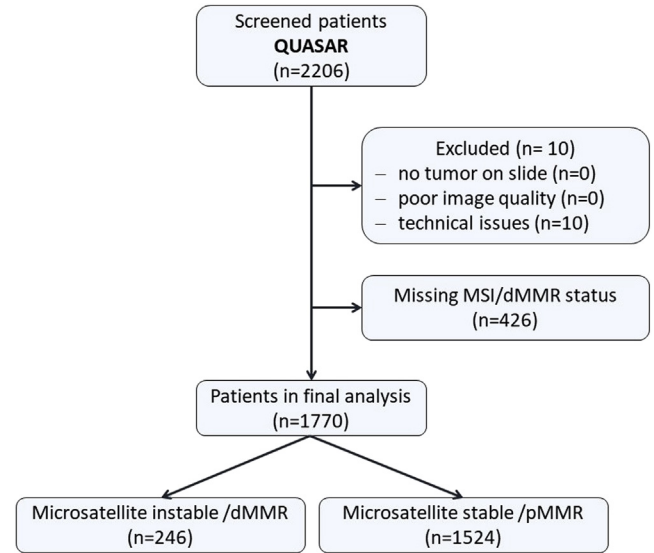 Screened patients
QUASAR
(n=2206)
Excluded (n= 10)
– no tumor on slide (n=0)
– poor image quality (n=0)
– technical issues (n=10)
Missing MSI/dMMR status
(n=426)
Patients in final analysis
(n=1770)
Microsatellite instable /dMMR
(n=246)
Microsatellite stable /pMMR
(n=1524)